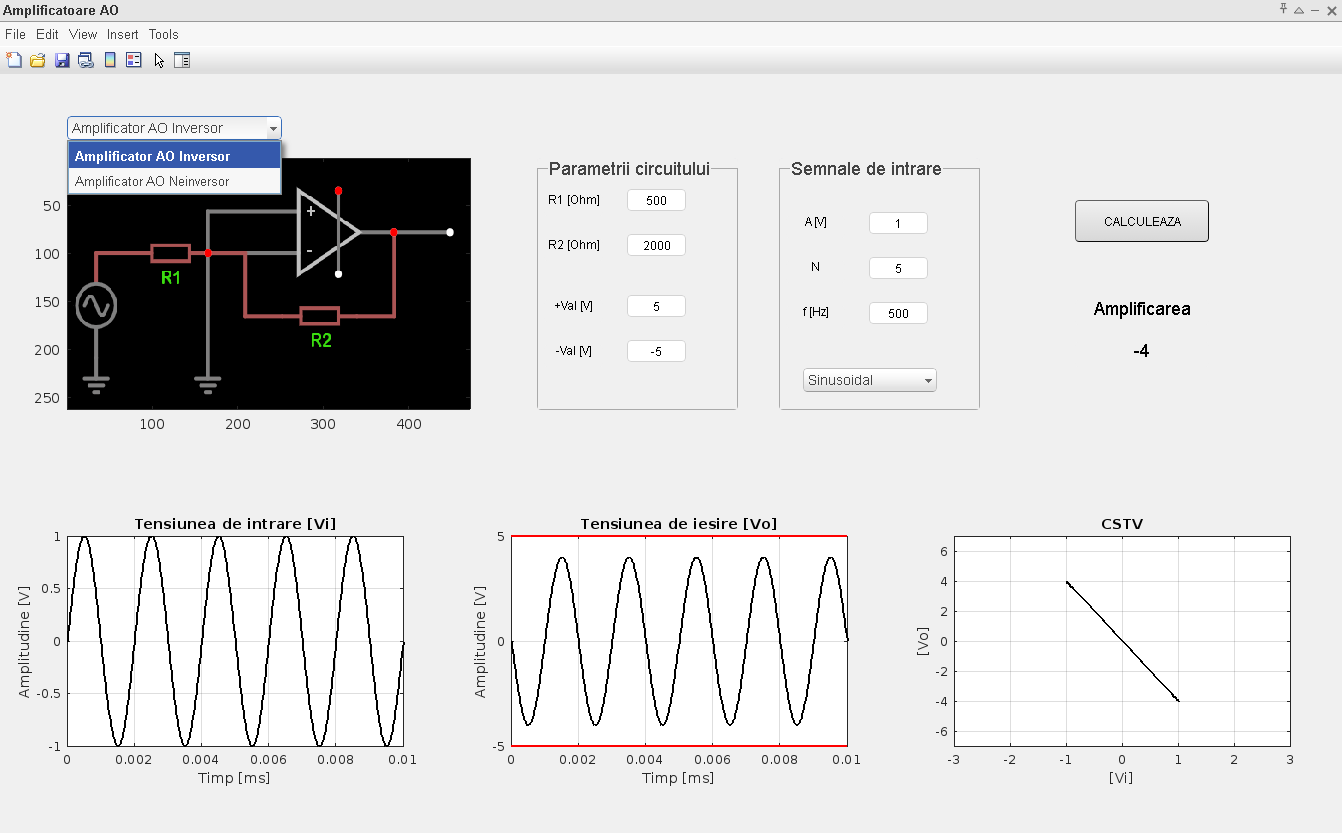 Amplificatoare AO
File Edit View Insert Tools
Amplificator AO Inversor
Amplificator AO Inversor
Amplificator AO Neinversor
50
100
150
200
250
100 200 300 400
+
-
R1
R2
Parametrii circuitului
R1 [Ohm] 500
R2 [Ohm] 2000
+Val [V] 5
-Val [V] -5
Semnale de intrare
A [V] 1
N 5
f [Hz] 500
Sinusoidal
CALCULEAZA
Amplificarea
-4
Tensiunea de intrare [Vi]
Amplitudine [V]
1
0.5
0
-0.5
-1
0 0.002 0.004 0.006 0.008 0.01
Timp [ms]
Tensiunea de iesire [Vo]
Amplitudine [V]
5
0
-5
0 0.002 0.004 0.006 0.008 0.01
Timp [ms]
CSTV
[Vo]
6
4
2
0
-2
-4
-6
-3 -2 -1 0 1 2 3
[Vi]